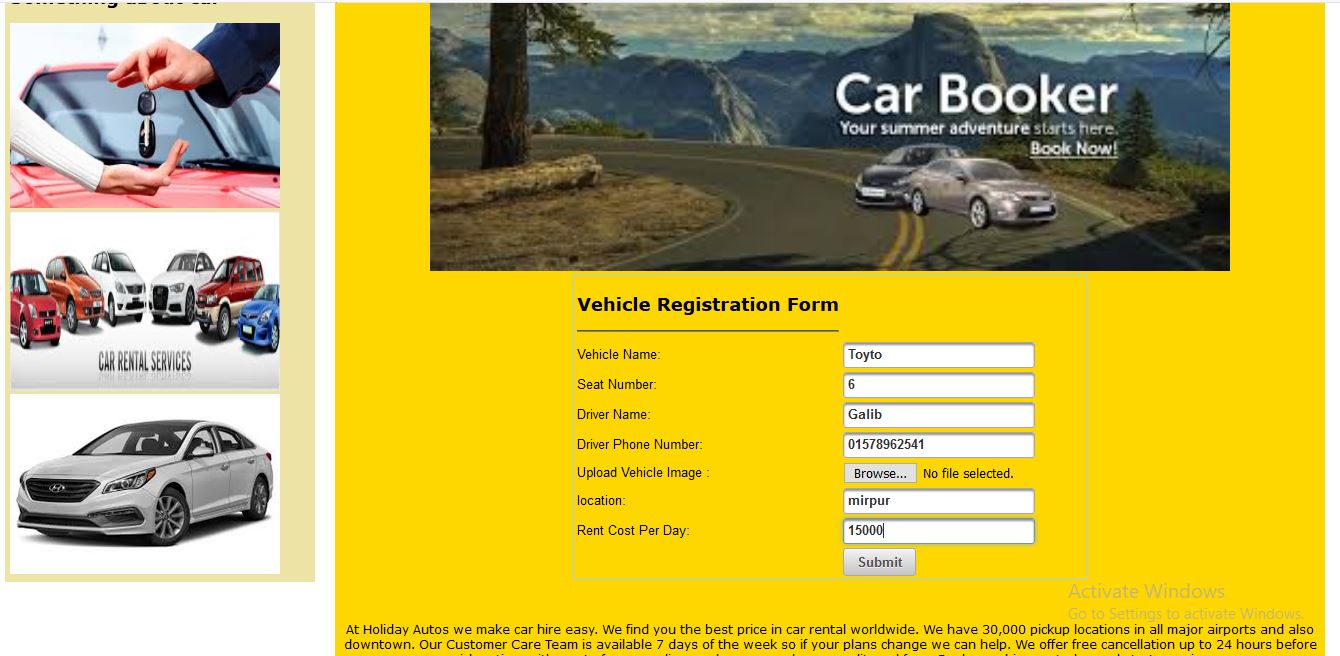 Something about car
CAR RENTAL SERVICES
Car Booker
Your summer adventure starts here.
Book Now!
Vehicle Registration Form
Vehicle Name: Toyto
Seat Number: 6
Driver Name: Galib
Driver Phone Number: 01578962541
Upload Vehicle Image : Browse... No file selected.
location: mirpur
Rent Cost Per Day: 15000
Submit
Activate Windows
Go to Settings to activate Windows.
At Holiday Autos we make car hire easy. We find you the best price in car rental worldwide. We have 30,000 pickup locations in all major airports and also
downtown. Our Customer Care Team is available 7 days of the week so if your plans change we can help. We offer free cancellation up to 24 hours before